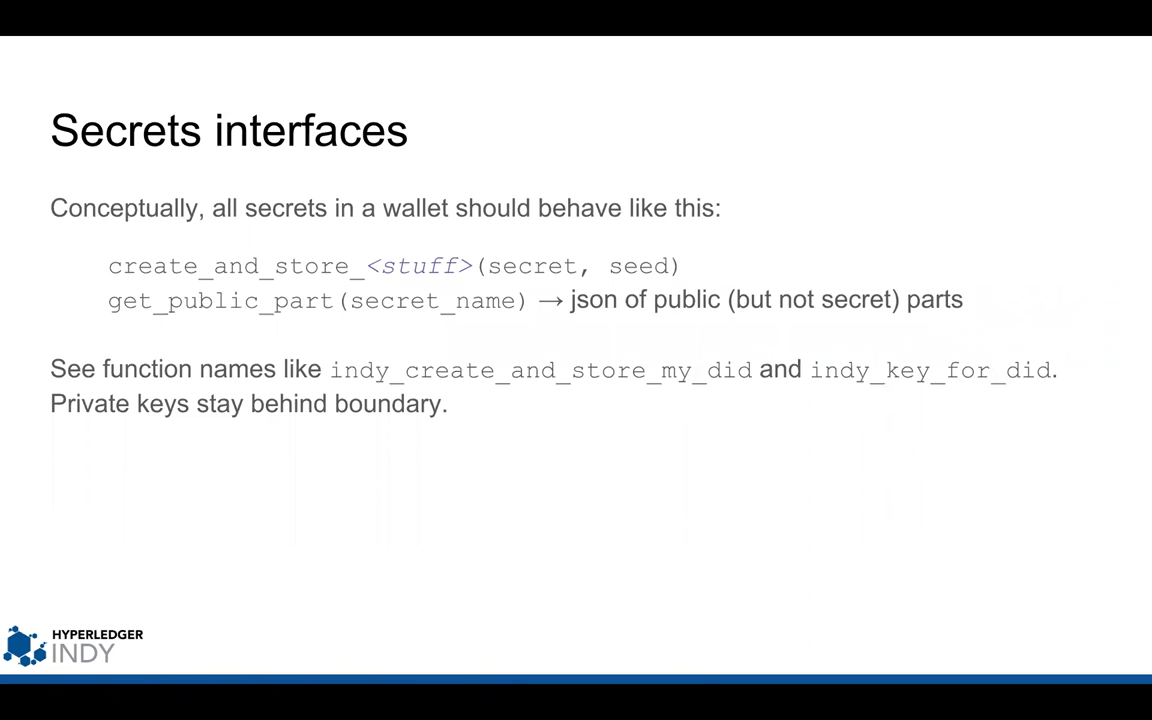 Secrets interfaces
Conceptually, all secrets in a wallet should behave like this:
create_and_store_<stuff>(secret, seed)
get_public_part(secret_name) → json of public (but not secret) parts
See function names like indy_create_and_store_my_did and indy_key_for_did.
Private keys stay behind boundary.
HYPERLEDGER
INDY